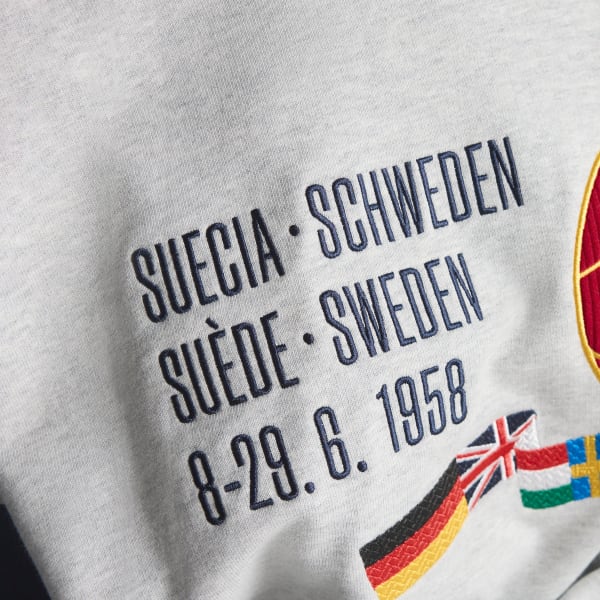 SUECIA · SCHWEDEN
SUÈDE · SWEDEN
8-29. 6. 1958